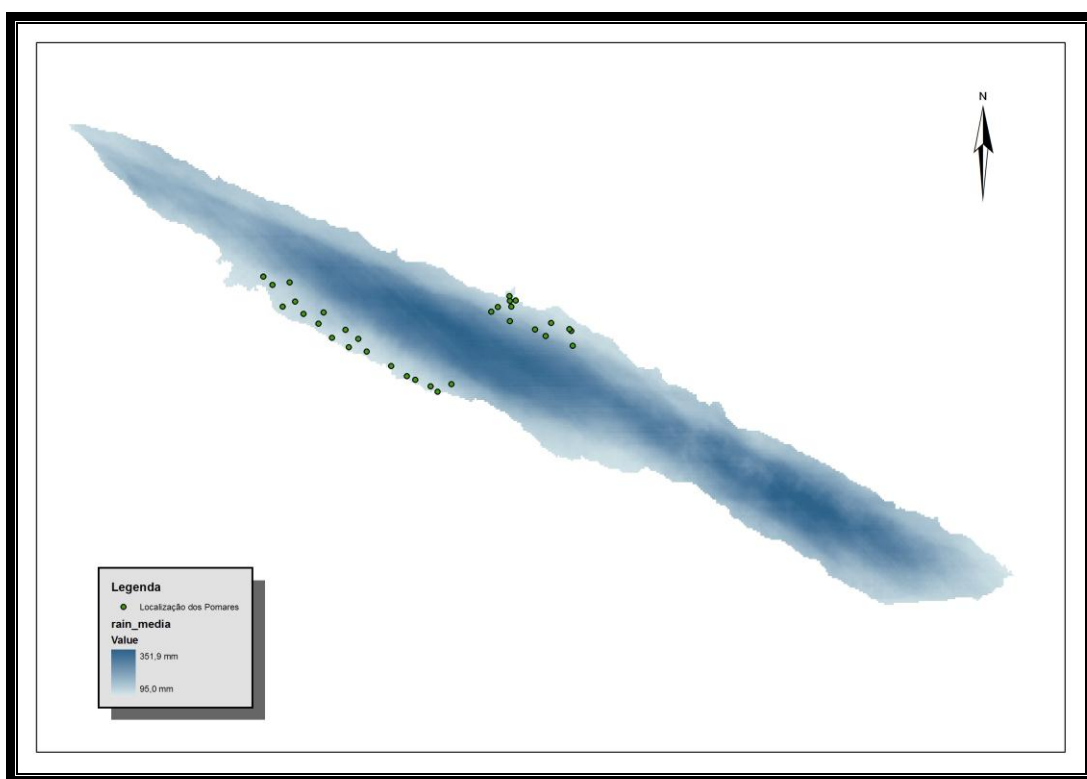 N
Legenda
Localização dos Pomares
rain_media
Value
351,9 mm
95,0 mm